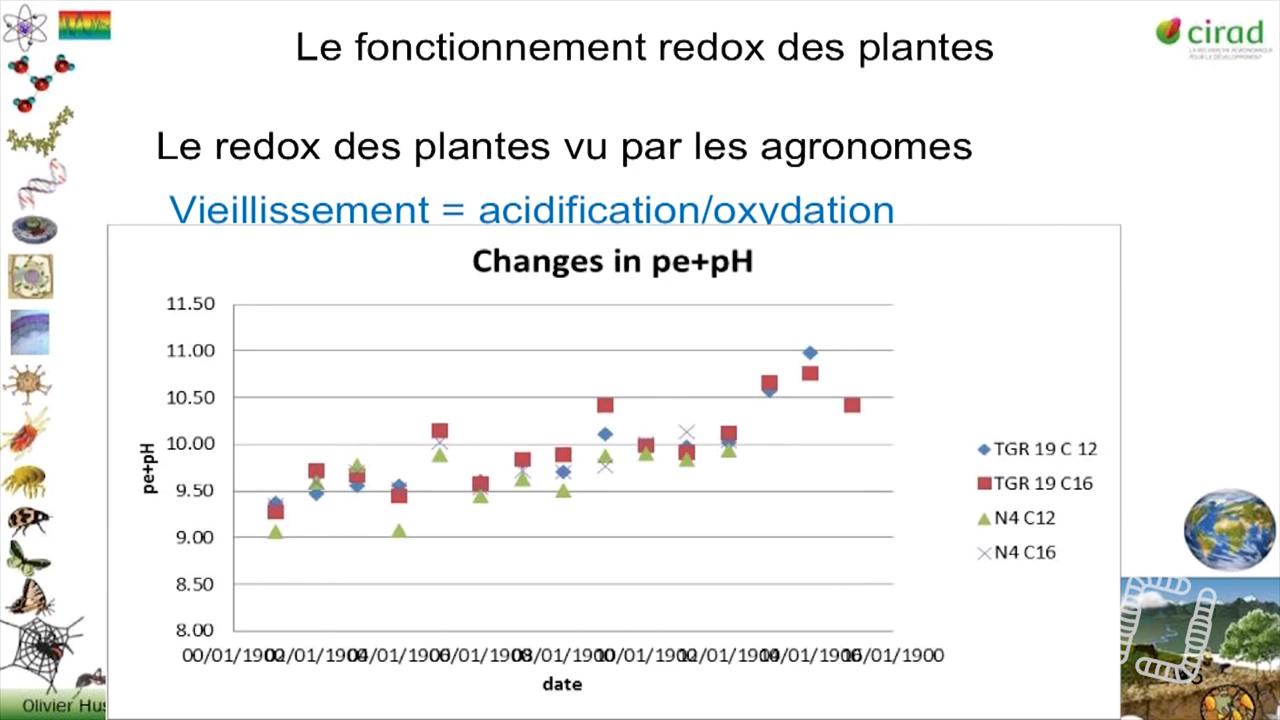 Le fonctionnement redox des plantes
cirad
LA RECHERCHE AGRONOMIQUE
POUR LE DÉVELOPPEMENT
Le redox des plantes vu par les agronomes
Vieillissement = acidification/oxydation
Changes in pe+pH
11.50
11.00
10.50
10.00
9.50
9.00
8.50
8.00
pe+pH
TGR 19 C 12
TGR 19 C16
N4 C12
N4 C16
00/01/1900 02/01/1900 04/01/1900 06/01/1900 08/01/1900 10/01/1900 12/01/1900 14/01/1900 16/01/1900
date
Olivier Hus